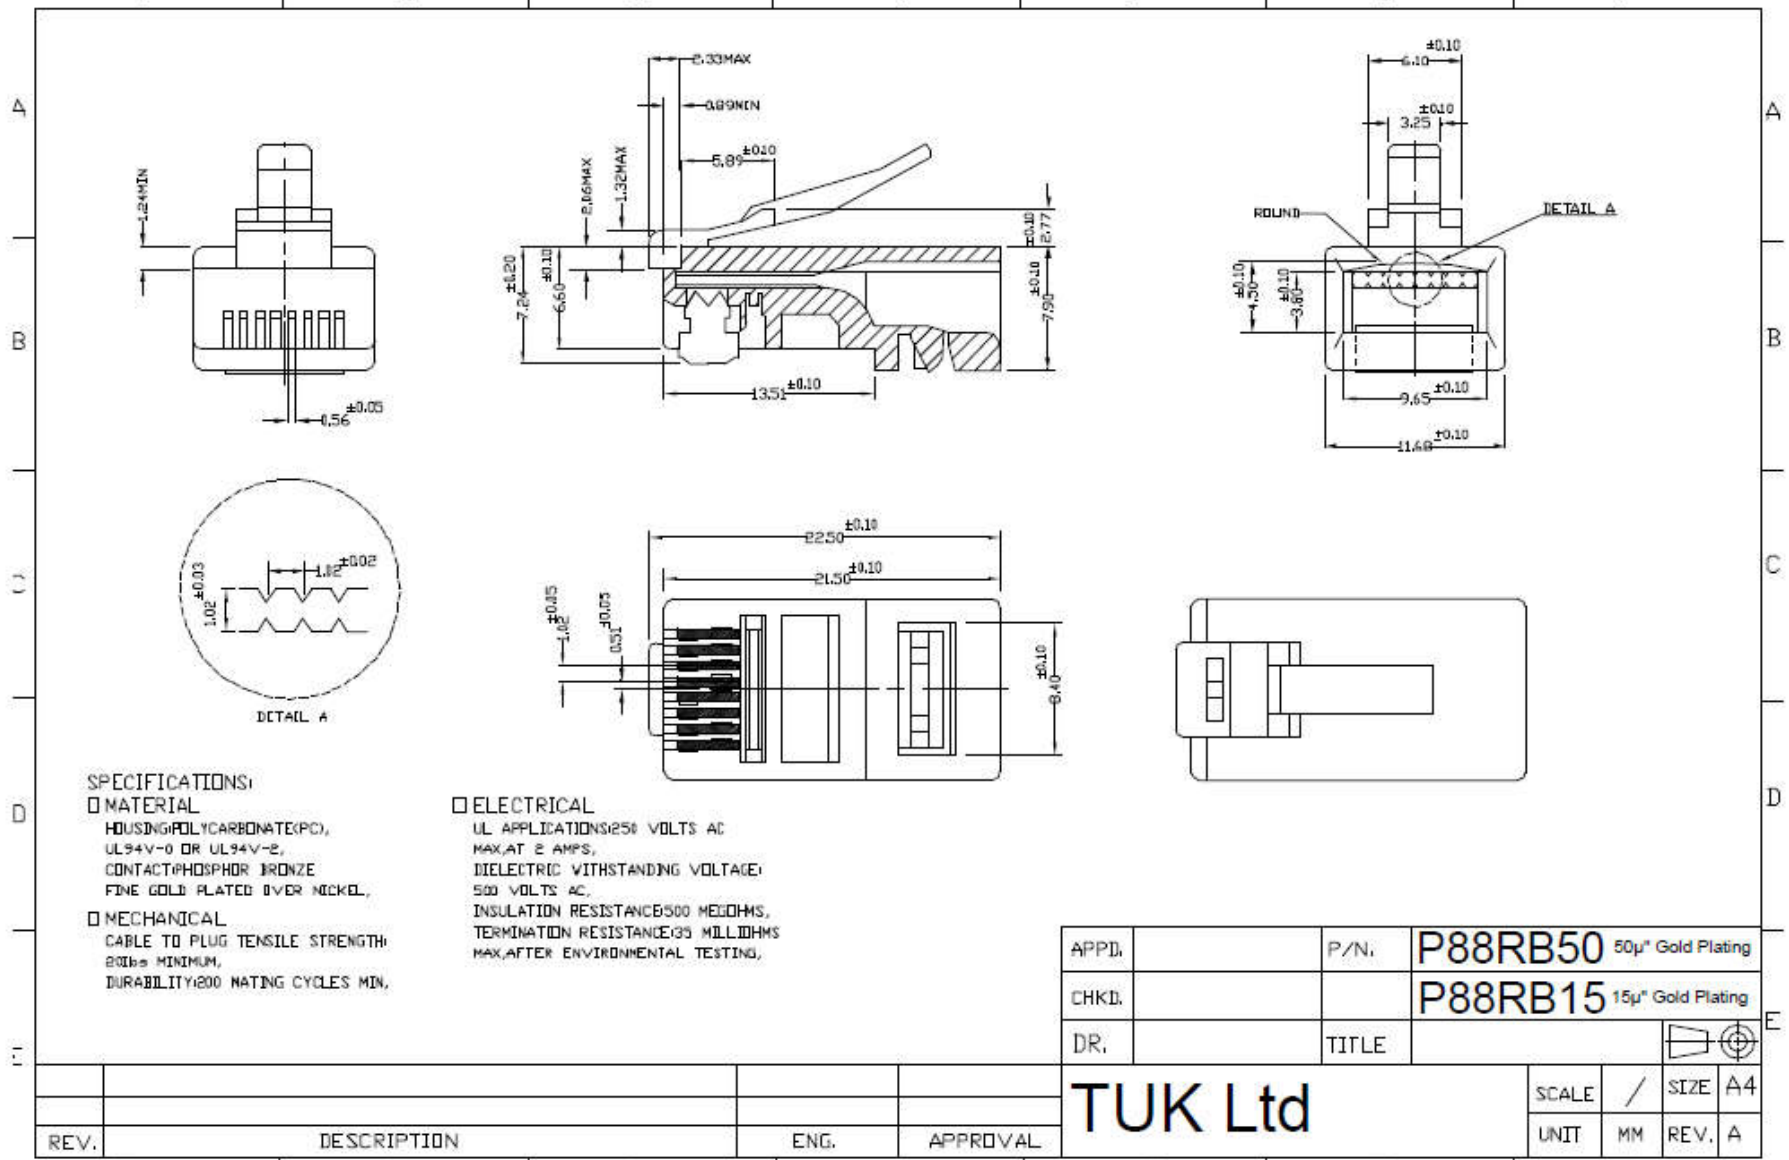 A
A
B
B
C
C
D
D
E
1.24MIN
0.56 ±0.05
2.33MAX
0.89MIN
5.89 ±0.10
2.06MAX
1.32MAX
±0.10
2.77
±0.20
7.24
±0.10
6.60
±0.10
7.90
13.51 ±0.10
±0.10
6.10
±0.10
3.25
ROUND
DETAIL A
±0.10
4.50
±0.10
3.80
9.65 ±0.10
11.68 ±0.10
±0.03
1.02
1.02 ±0.02
DETAIL A
22.50 ±0.10
21.50 ±0.10
±0.05
1.02
±0.05
0.51
±0.10
8.40
SPECIFICATIONS:
MATERIAL
HOUSING:POLYCARBONATE(PC),
UL94V-0 OR UL94V-2,
CONTACT:PHOSPHOR BRONZE
FINE GOLD PLATED OVER NICKEL,
MECHANICAL
CABLE TO PLUG TENSILE STRENGTH:
20lbs MINIMUM,
DURABILITY:200 MATING CYCLES MIN,
ELECTRICAL
UL APPLICATIONS:250 VOLTS AC
MAX,AT 2 AMPS,
DIELECTRIC WITHSTANDING VOLTAGE:
500 VOLTS AC,
INSULATION RESISTANCE:500 MEGOHMS,
TERMINATION RESISTANCE:35 MILLIOHMS
MAX,AFTER ENVIRONMENTAL TESTING,
APPD. P/N. P88RB50 50µ" Gold Plating
CHKD. P88RB15 15µ" Gold Plating
DR. TITLE
TUK Ltd
SCALE / SIZE A4
UNIT MM REV. A
REV. DESCRIPTION ENG. APPROVAL